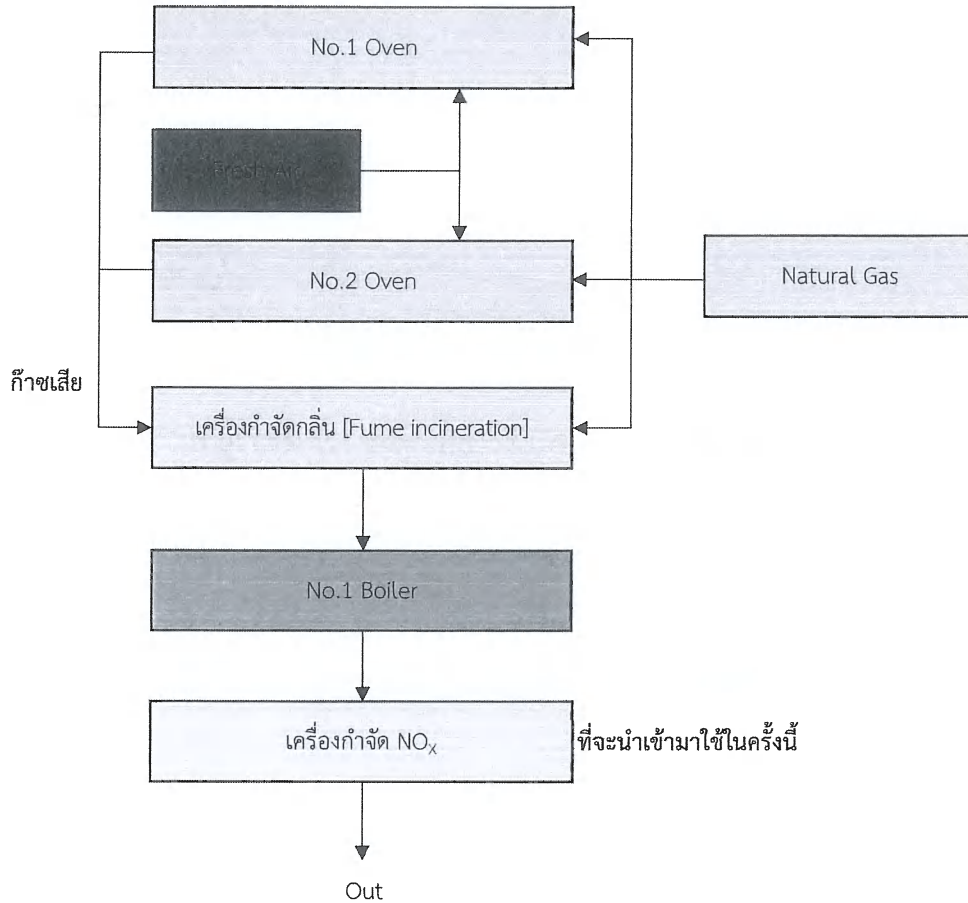 No.1 Oven
Fresh Air
No.2 Oven
Natural Gas
ก๊าซเสีย
เครื่องกำจัดกลิ่น [Fume incineration]
No.1 Boiler
เครื่องกำจัด NOₓ
ที่จะนำเข้ามาใช้ในครั้งนี้
Out